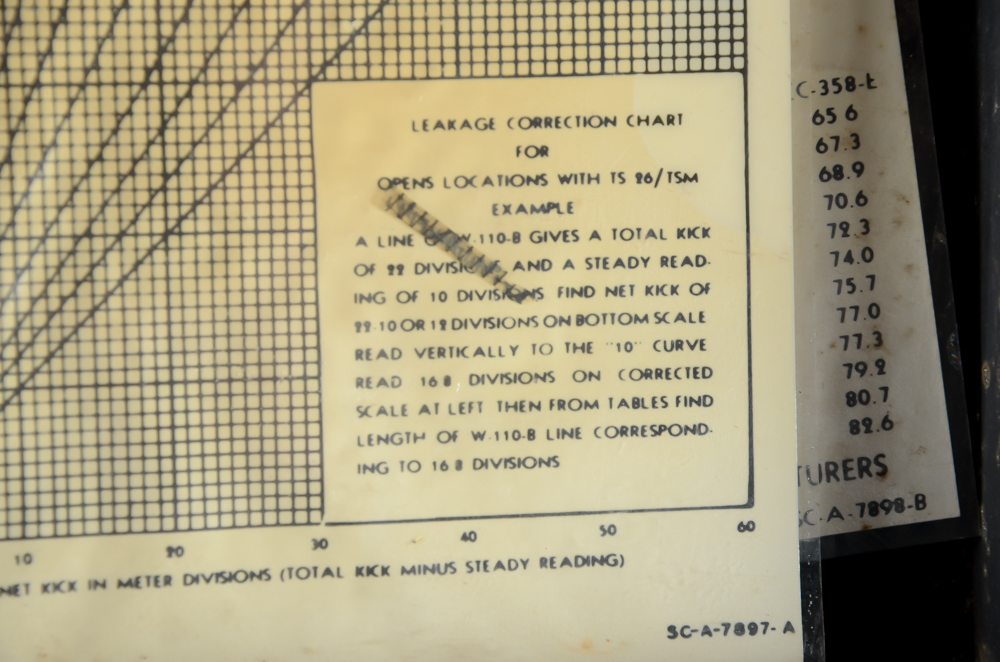 LEAKAGE CORRECTION CHART
FOR
OPENS LOCATIONS WITH TS 26/TSM
EXAMPLE
A LINE OF W-110-B GIVES A TOTAL KICK
OF 22 DIVISIONS AND A STEADY READ-
ING OF 10 DIVISIONS FIND NET KICK OF
22-10 OR 12 DIVISIONS ON BOTTOM SCALE
READ VERTICALLY TO THE "10" CURVE
READ 16 8 DIVISIONS ON CORRECTED
SCALE AT LEFT THEN FROM TABLES FIND
LENGTH OF W-110-B LINE CORRESPOND-
ING TO 16 8 DIVISIONS
10 20 30 40 50 60
NET KICK IN METER DIVISIONS (TOTAL KICK MINUS STEADY READING)
SC-A-7897-A
C-358-E
65 6
67.3
68.9
70.6
72.3
74.0
75.7
77.0
77.3
79.2
80.7
82.6
TURERS
SC-A-7898-B